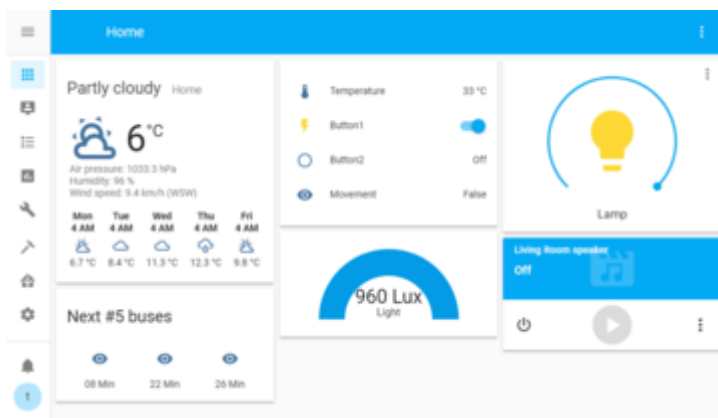 Home
Partly cloudy Home
6 °C
Air pressure: 1033.3 hPa
Humidity: 96 %
Wind speed: 9.4 km/h (WSW)
Mon Tue Wed Thu Fri
4 AM 4 AM 4 AM 4 AM 4 AM
6.7 °C 8.4 °C 11.3 °C 12.3 °C 9.8 °C
Next #5 buses
08 Min 22 Min 26 Min
Temperature 33 °C
Button1
Button2 Off
Movement False
960 Lux
Light
Lamp
Living Room speaker
Off
t